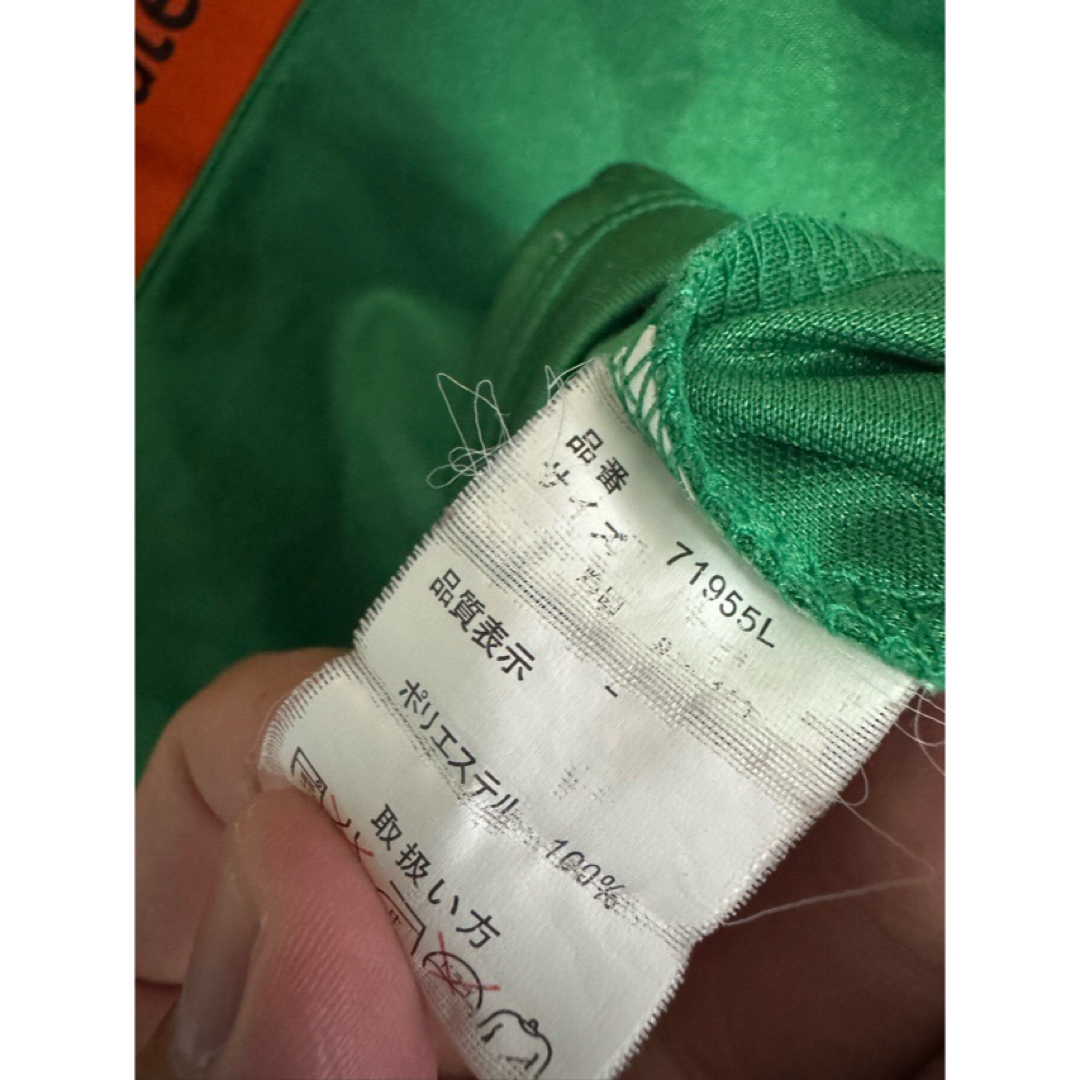 品番 71955L
サイズ
品質表示
ポリエステル 100%
取扱い方